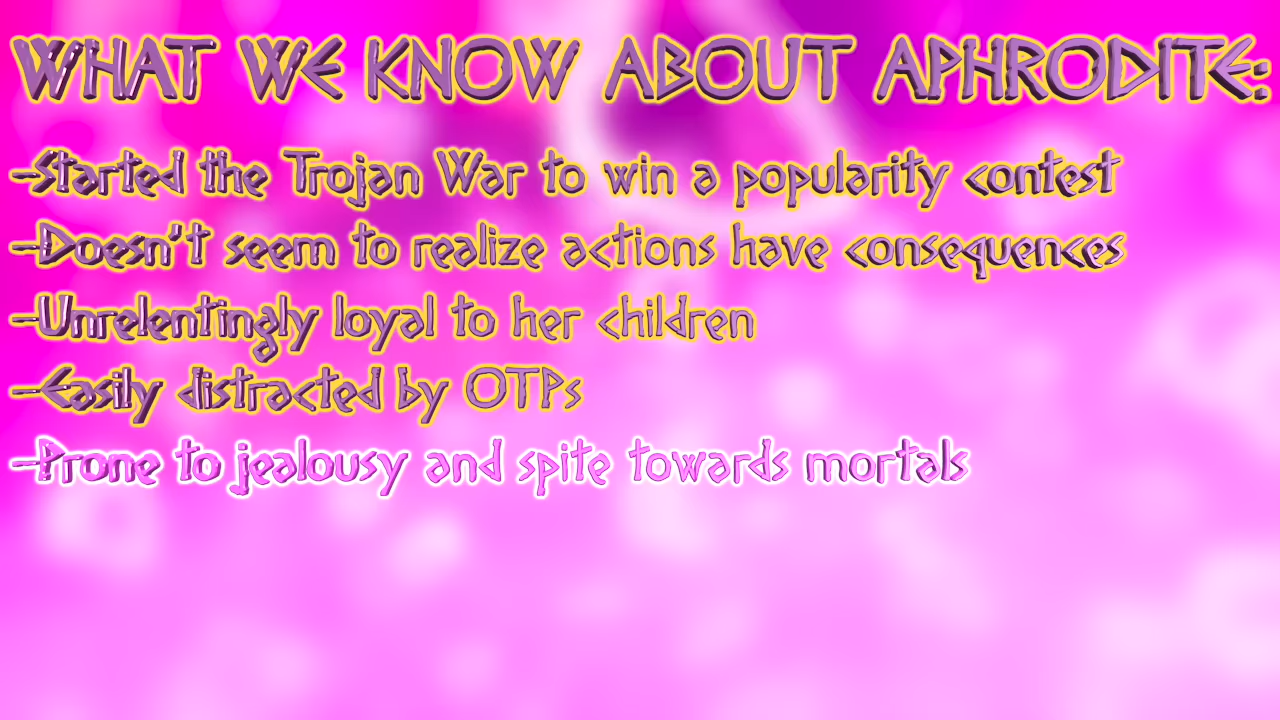 WHAT WE KNOW ABOUT APHRODITE:
-Started the Trojan War to win a popularity contest
-Doesn't seem to realize actions have consequences
-Unrelentingly loyal to her children
-Easily distracted by OTPs
-Prone to jealousy and spite towards mortals